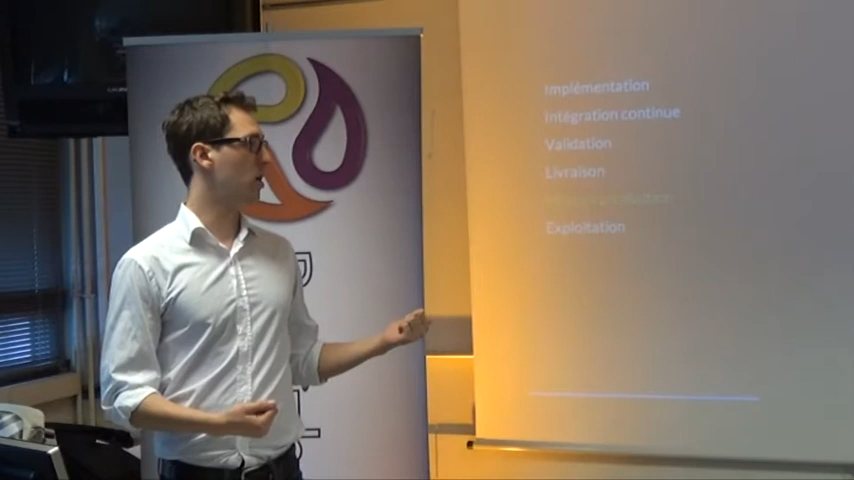 Implémentation
Intégration continue
Validation
Livraison
Exploitation